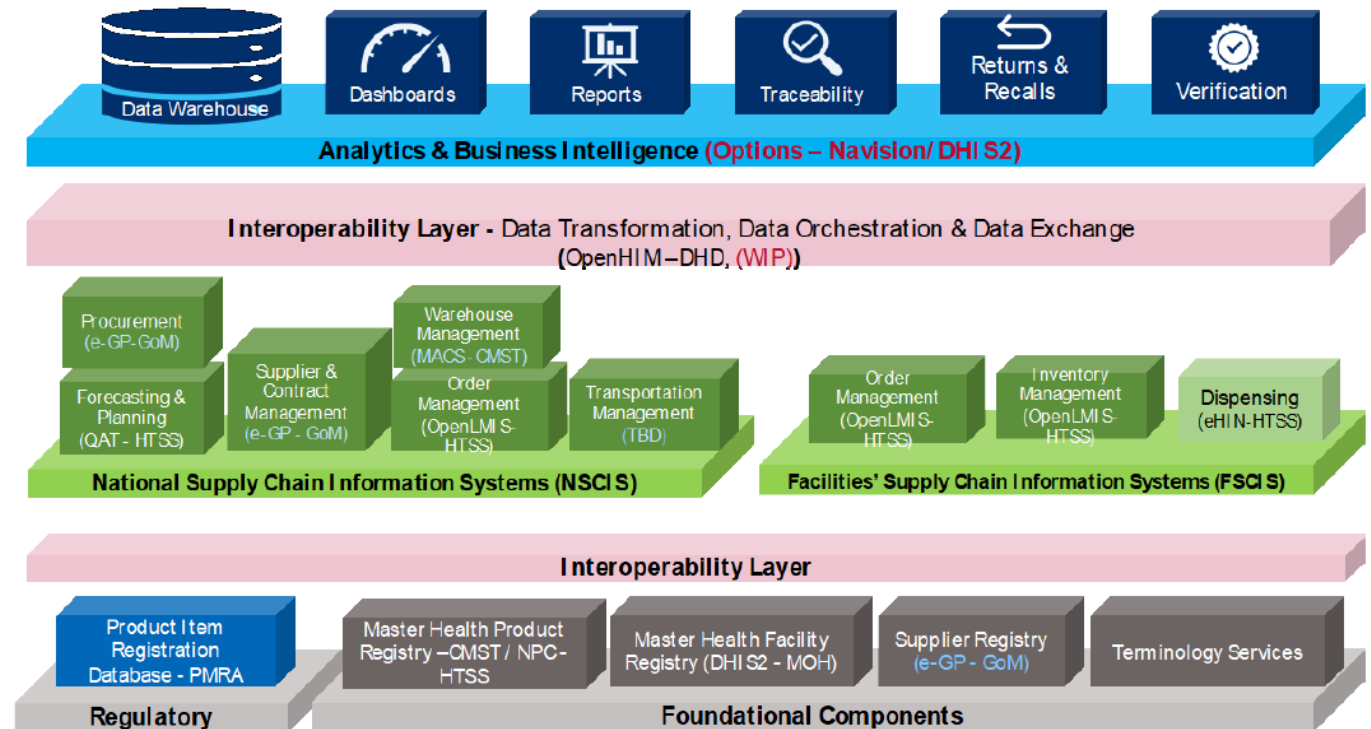 Data Warehouse
Dashboards
Reports
Traceability
Returns &
Recalls
Verification
Analytics & Business Intelligence (Options – Navision/ DHIS2)
Interoperability Layer - Data Transformation, Data Orchestration & Data Exchange
(OpenHIM–DHD, (WIP))
Procurement
(e-GP-GoM)
Forecasting &
Planning
(QAT - HTSS)
Supplier &
Contract
Management
(e-GP - GoM)
Warehouse
Management
(MACS - CMST)
Order
Management
(OpenLMIS-
HTSS)
Transportation
Management
(TBD)
National Supply Chain Information Systems (NSCIS)
Order
Management
(OpenLMIS-
HTSS)
Inventory
Management
(OpenLMIS-
HTSS)
Dispensing
(eHIN-HTSS)
Facilities’ Supply Chain Information Systems (FSCIS)
Interoperability Layer
Product Item
Registration
Database - PMRA
Regulatory
Master Health Product
Registry –CMST / NPC-
HTSS
Master Health Facility
Registry (DHIS2 - MOH)
Supplier Registry
(e-GP - GoM)
Terminology Services
Foundational Components